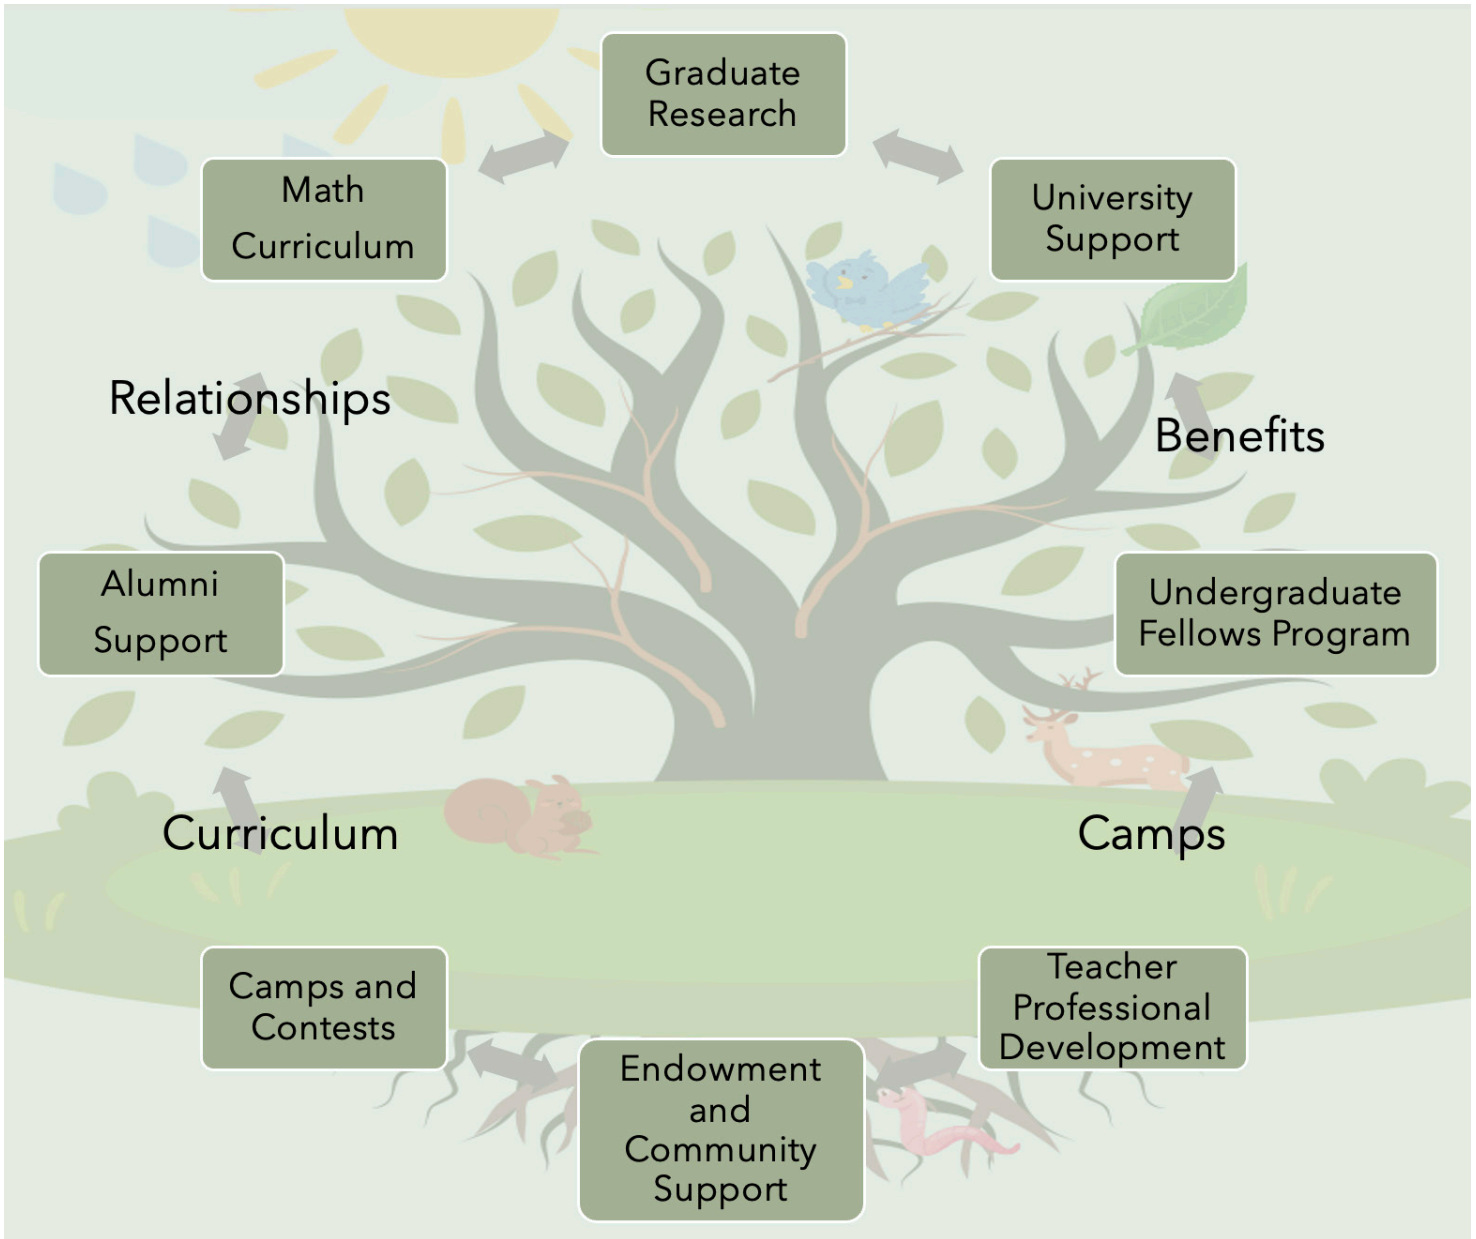 Graduate
Research
Math
Curriculum
University
Support
Relationships
Benefits
Alumni
Support
Undergraduate
Fellows Program
Curriculum
Camps
Camps and
Contests
Teacher
Professional
Development
Endowment
and
Community
Support